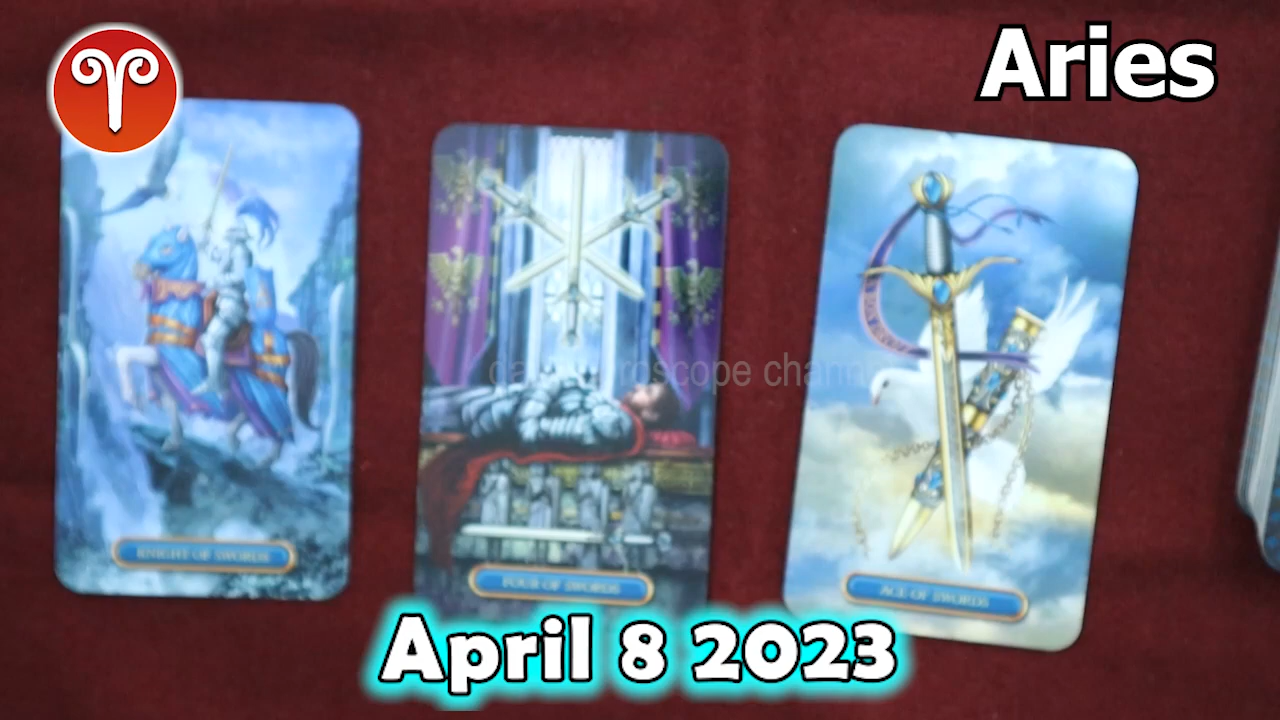 Aries
KNIGHT OF SWORDS
FOUR OF SWORDS
ACE OF SWORDS
April 8 2023